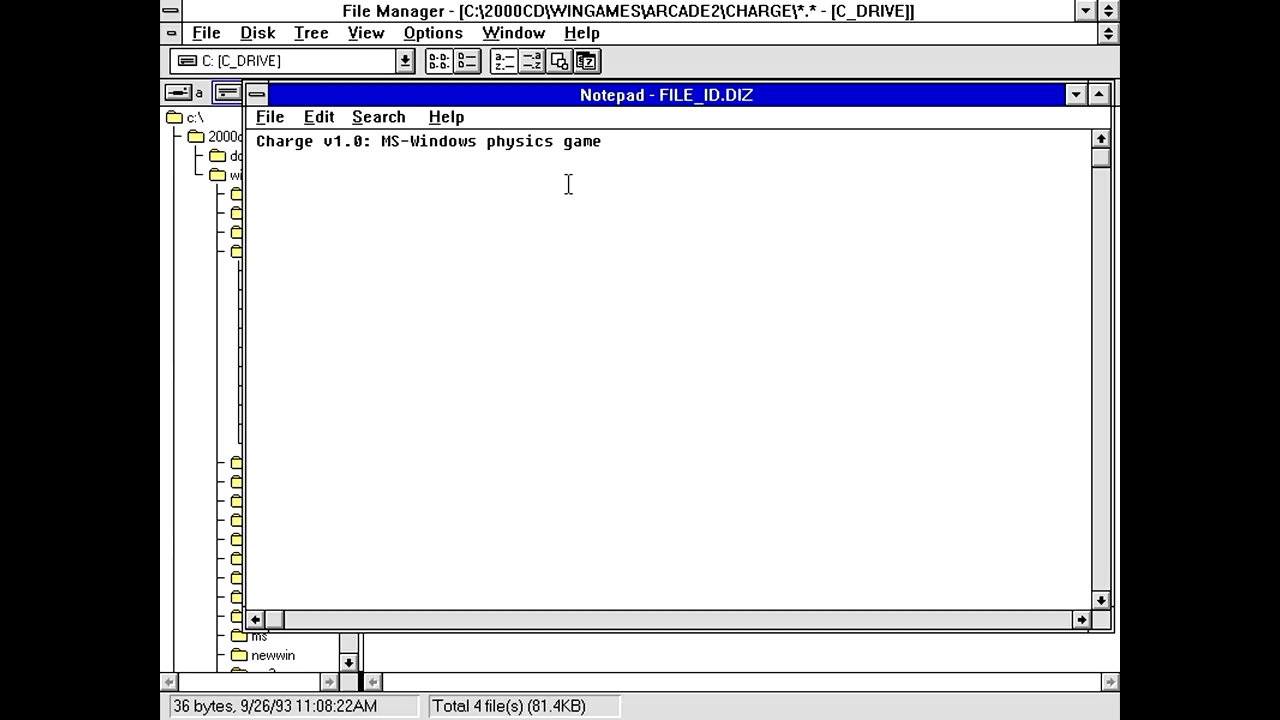 File Manager - [C:\2000CD\WINGAMES\ARCADE2\CHARGE\*.* - [C_DRIVE]]
File Disk Tree View Options Window Help
C: [C_DRIVE]
a
Notepad - FILE_ID.DIZ
File Edit Search Help
Charge v1.0: MS-Windows physics game
c:\
2000c
ms
newwin
36 bytes, 9/26/93 11:08:22AM
Total 4 file(s) (81.4KB)